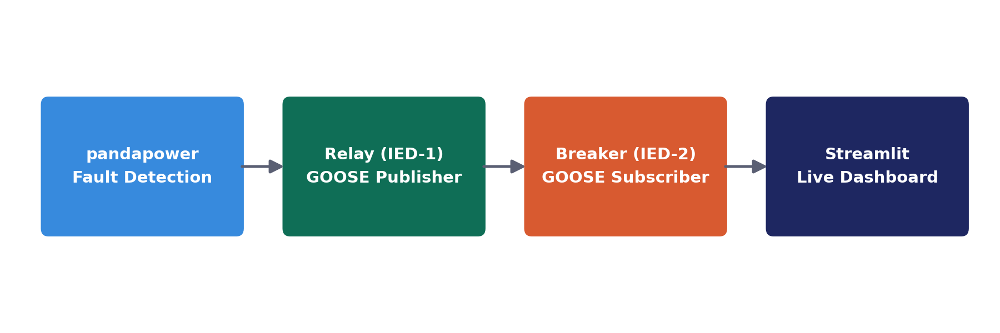 pandapower
Fault Detection
Relay (IED-1)
GOOSE Publisher
Breaker (IED-2)
GOOSE Subscriber
Streamlit
Live Dashboard